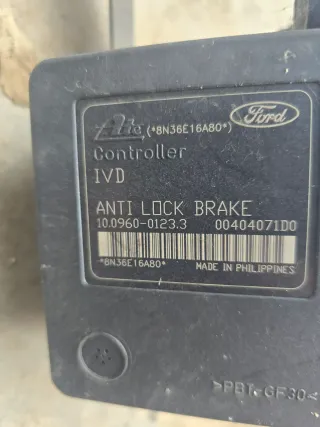 Ate (*8N36E16A80*) Ford
Controller
IVD
ANTI LOCK BRAKE
10.0960-0123.3 00404071D0
*8N36E16A80* MADE IN PHILIPPINES
>PBT-GF30<